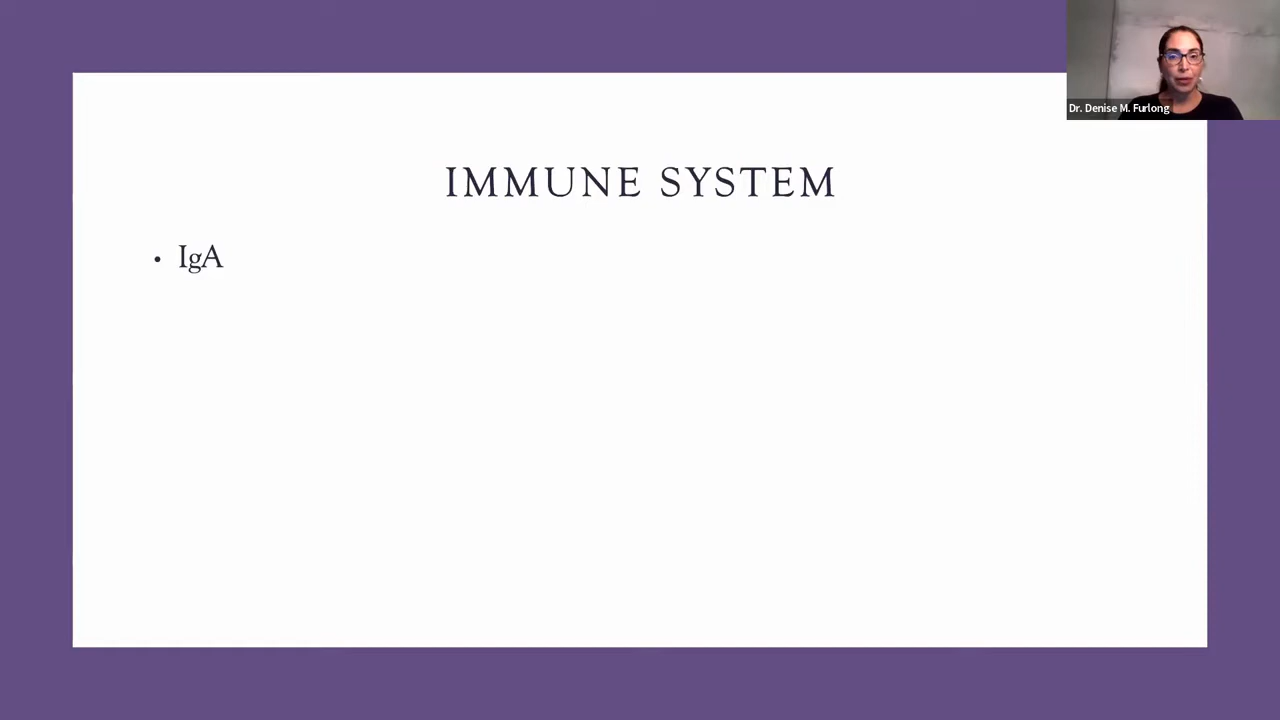 Dr. Denise M. Furlong
IMMUNE SYSTEM
• IgA